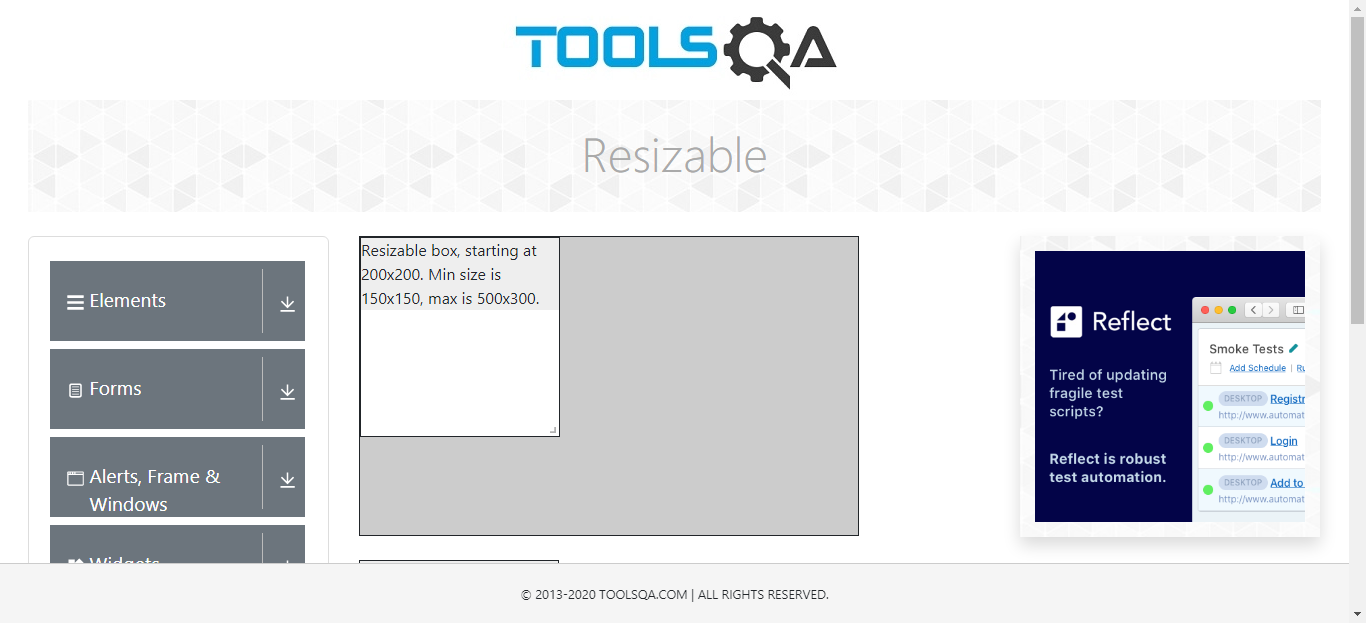 TOOLSQA
Resizable
Elements
Forms
Alerts, Frame &
Windows
Widgets
Resizable box, starting at
200x200. Min size is
150x150, max is 500x300.
Reflect
Tired of updating
fragile test
scripts?
Reflect is robust
test automation.
Smoke Tests
Add Schedule | Ru
DESKTOP Registr
http://www.automat
DESKTOP Login
http://www.automat
DESKTOP Add to
http://www.automat
© 2013-2020 TOOLSQA.COM | ALL RIGHTS RESERVED.